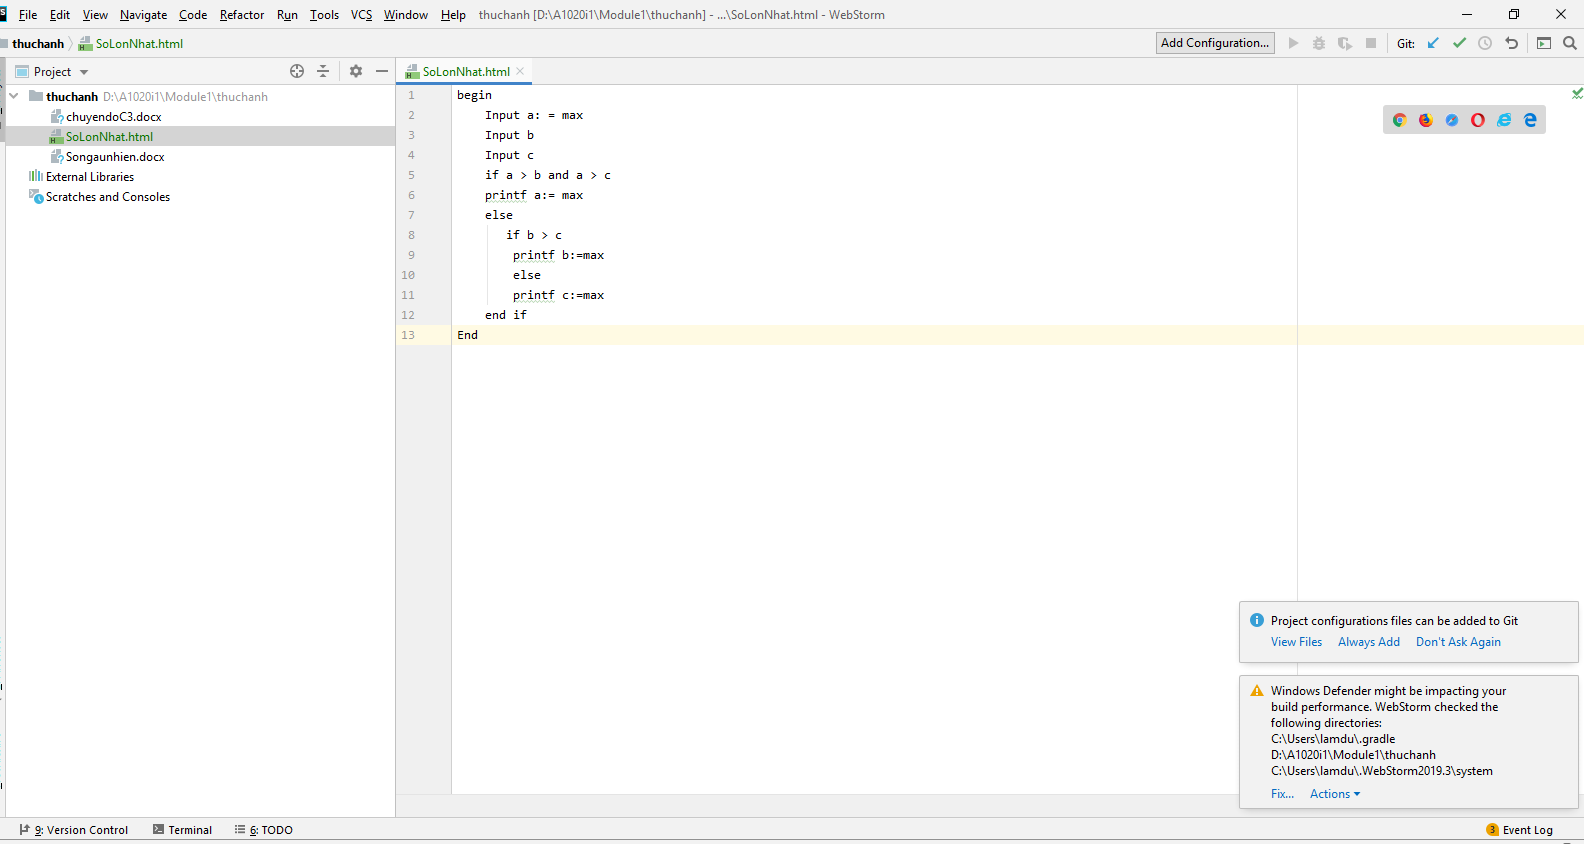 File Edit View Navigate Code Refactor Run Tools VCS Window Help thuchanh [D:\A1020i1\Module1\thuchanh] - ...\SoLonNhat.html - WebStorm
thuchanh SoLonNhat.html Add Configuration... Git:
Project SoLonNhat.html
thuchanh D:\A1020i1\Module1\thuchanh
chuyendoC3.docx
SoLonNhat.html
Songaunhien.docx
External Libraries
Scratches and Consoles
1 begin
2 Input a: = max
3 Input b
4 Input c
5 if a > b and a > c
6 printf a:= max
7 else
8 if b > c
9 printf b:=max
10 else
11 printf c:=max
12 end if
13 End
Project configurations files can be added to Git
View Files Always Add Don't Ask Again
Windows Defender might be impacting your
build performance. WebStorm checked the
following directories:
C:\Users\lamdu\.gradle
D:\A1020i1\Module1\thuchanh
C:\Users\lamdu\.WebStorm2019.3\system
Fix... Actions
9: Version Control Terminal 6: TODO 3 Event Log